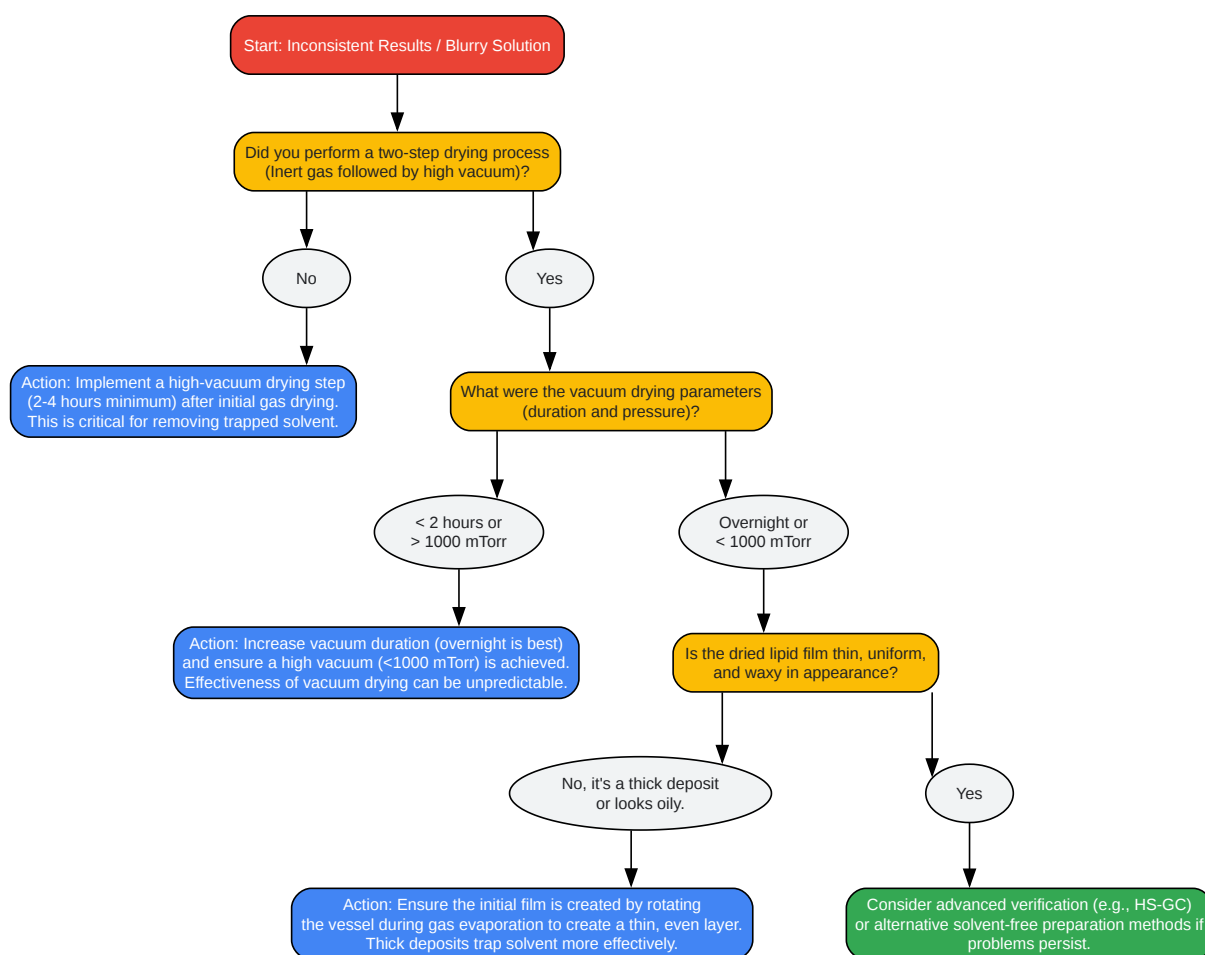 Start: Inconsistent Results / Blurry Solution
Did you perform a two-step drying process
(Inert gas followed by high vacuum)?
No
Yes
Action: Implement a high-vacuum drying step
(2-4 hours minimum) after initial gas drying.
This is critical for removing trapped solvent.
What were the vacuum drying parameters
(duration and pressure)?
< 2 hours or
> 1000 mTorr
Overnight or
< 1000 mTorr
Action: Increase vacuum duration (overnight is best)
and ensure a high vacuum (<1000 mTorr) is achieved.
Effectiveness of vacuum drying can be unpredictable.
Is the dried lipid film thin, uniform,
and waxy in appearance?
No, it's a thick deposit
or looks oily.
Yes
Action: Ensure the initial film is created by rotating
the vessel during gas evaporation to create a thin, even layer.
Thick deposits trap solvent more effectively.
Consider advanced verification (e.g., HS-GC)
or alternative solvent-free preparation methods if
problems persist.